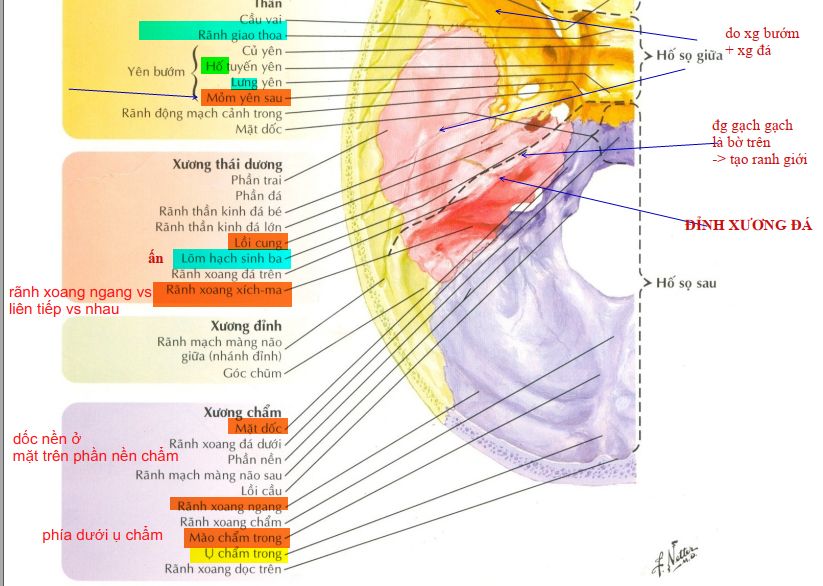 Thân
Cầu vai
Rãnh giao thoa
Củ yên
Yên bướm
Hố tuyến yên
Lưng yên
Mỏm yên sau
Rãnh động mạch cảnh trong
Mặt dốc
do xg bướm
+ xg đá
Hố sọ giữa
đg gạch gạch
là bờ trên
-> tạo ranh giới
ĐỈNH XƯƠNG ĐÁ
Xương thái dương
Phần trai
Phần đá
Rãnh thần kinh đá bé
Rãnh thần kinh đá lớn
Lồi cung
ấn
Lõm hạch sinh ba
Rãnh xoang đá trên
Rãnh xoang xích-ma
rãnh xoang ngang vs
liên tiếp vs nhau
Hố sọ sau
Xương đỉnh
Rãnh mạch màng não
giữa (nhánh đỉnh)
Góc chũm
Xương chẩm
Mặt dốc
dốc nền ở
mặt trên phần nền chẩm
Rãnh xoang đá dưới
Phần nền
Rãnh mạch màng não sau
Lồi cầu
Rãnh xoang ngang
Rãnh xoang chẩm
phía dưới ụ chẩm
Mào chẩm trong
Ụ chẩm trong
Rãnh xoang dọc trên
F. Netter
M.D.